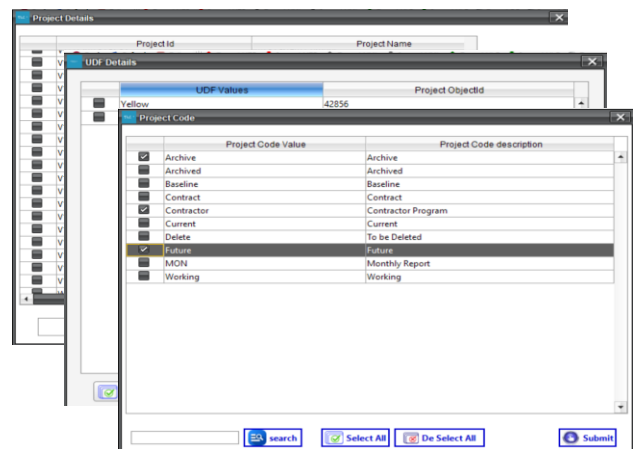 Project Details
Project Id Project Name
V
V
UDF Details
V
UDF Values Project ObjectId
V
Yellow 42856
V
Project Code
V
Project Code Value Project Code description
V
Archive Archive
V
Archived Archived
V
Baseline Baseline
V
Contract Contract
V
Contractor Contractor Program
V
Current Current
V
Delete To be Deleted
V
Future Future
V
MON Monthly Report
Working Working
search Select All De Select All Submit